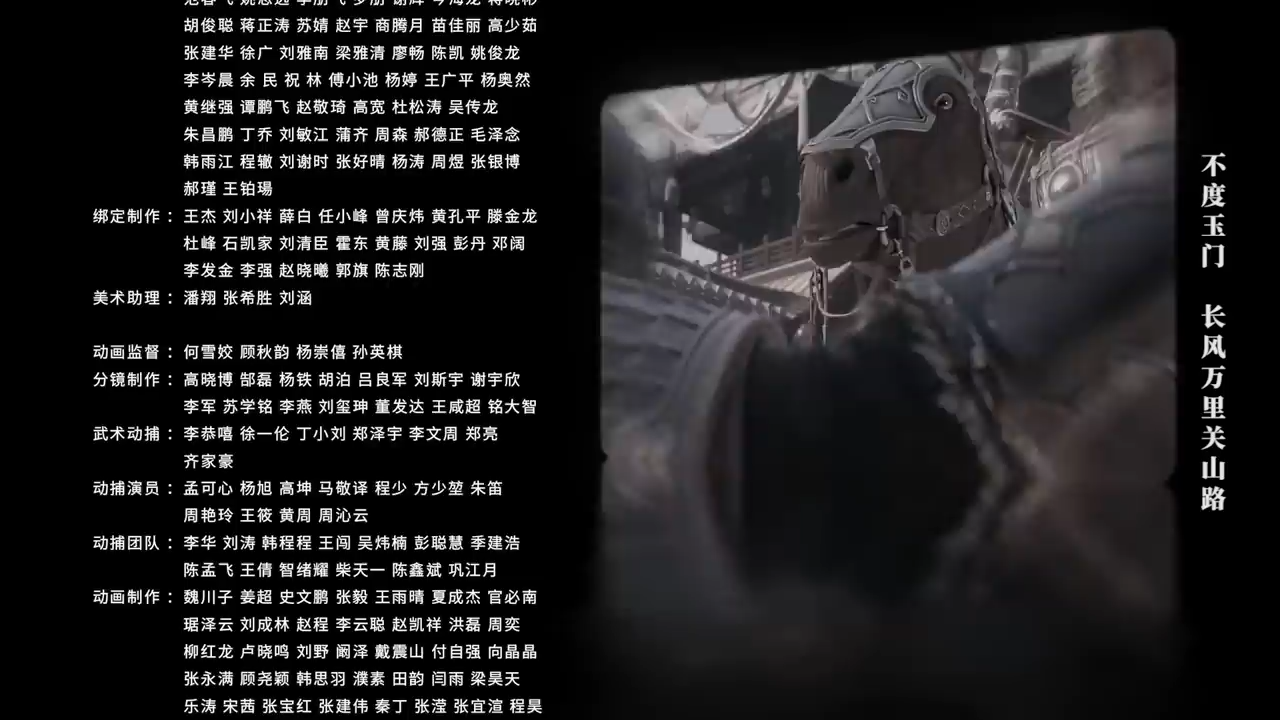 胡俊聪 蒋正涛 苏婧 赵宇 商腾月 苗佳丽 高少茹
张建华 徐广 刘雅南 梁雅清 廖畅 陈凯 姚俊龙
李岑晨 余 民 祝 林 傅小池 杨婷 王广平 杨奥然
黄继强 谭鹏飞 赵敬琦 高宽 杜松涛 吴传龙
朱昌鹏 丁乔 刘敏江 蒲齐 周森 郝德正 毛泽念
韩雨江 程辙 刘谢时 张好晴 杨涛 周煜 张银博
郝瑾 王铂瑒
绑定制作： 王杰 刘小祥 薛白 任小峰 曾庆炜 黄孔平 滕金龙
杜峰 石凯家 刘清臣 霍东 黄藤 刘强 彭丹 邓阔
李发金 李强 赵晓曦 郭旗 陈志刚
美术助理： 潘翔 张希胜 刘涵
动画监督： 何雪姣 顾秋韵 杨崇僖 孙英棋
分镜制作： 高晓博 郜磊 杨铁 胡泊 吕良军 刘斯宇 谢宇欣
李军 苏学铭 李燕 刘玺珅 董发达 王咸超 铭大智
武术动捕： 李恭嘻 徐一伦 丁小刘 郑泽宇 李文周 郑亮
齐家豪
动捕演员： 孟可心 杨旭 高坤 马敬译 程少 方少堃 朱笛
周艳玲 王筱 黄周 周沁云
动捕团队： 李华 刘涛 韩程程 王闯 吴炜楠 彭聪慧 季建浩
陈孟飞 王倩 智绪耀 柴天一 陈鑫斌 巩江月
动画制作： 魏川子 姜超 史文鹏 张毅 王雨晴 夏成杰 官必南
琚泽云 刘成林 赵程 李云聪 赵凯祥 洪磊 周奕
柳红龙 卢晓鸣 刘野 阚泽 戴震山 付自强 向晶晶
张永满 顾尧颖 韩思羽 濮素 田韵 闫雨 梁昊天
乐涛 宋茜 张宝红 张建伟 秦丁 张滢 张宜渲 程昊
不度玉门 长风万里关山路